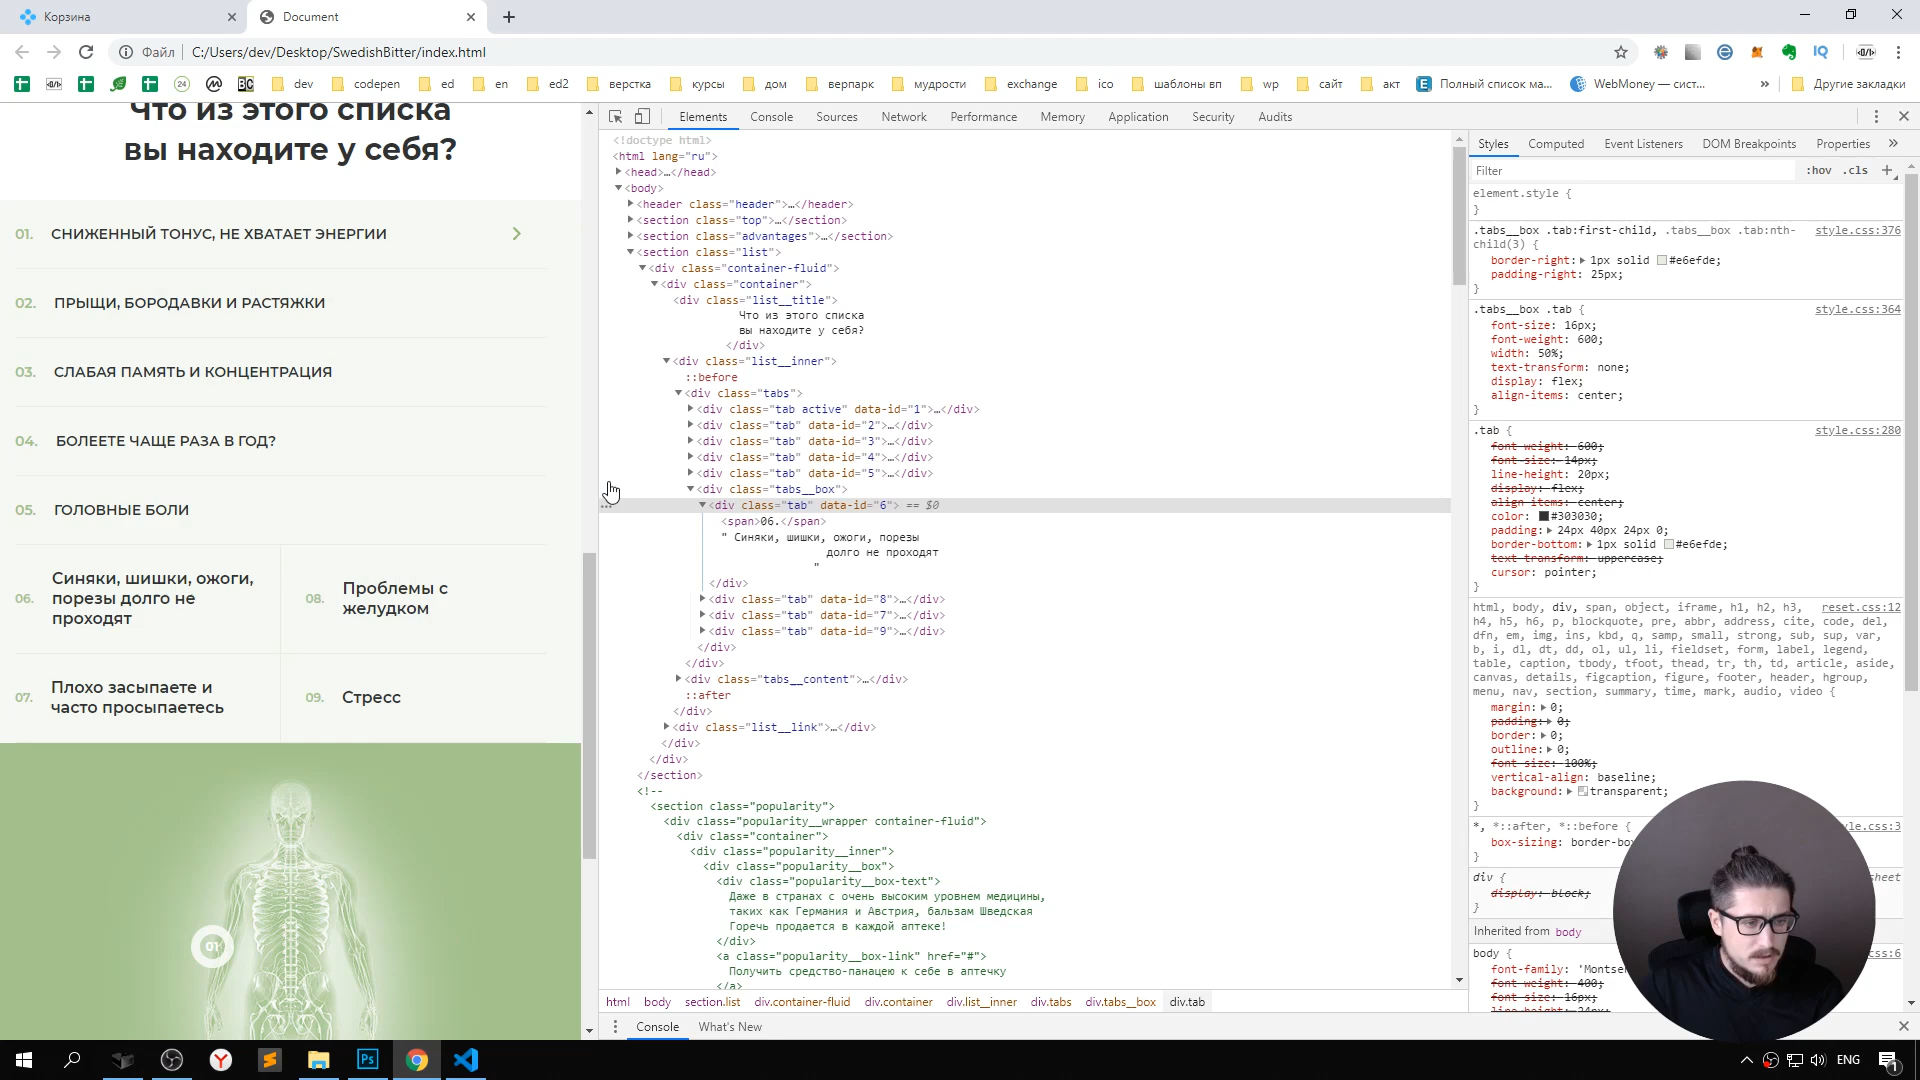 Корзина
Document
Файл
C:/Users/dev/Desktop/SwedishBitter/index.html
24
BC
dev
codepen
ed
en
ed2
верстка
курсы
дом
верпарк
мудрости
exchange
ico
шаблоны вп
wp
сайт
акт
Полный список ма...
WebMoney — сист...
»
Другие закладки
Что из этого списка
вы находите у себя?
01. СНИЖЕННЫЙ ТОНУС, НЕ ХВАТАЕТ ЭНЕРГИИ
02. ПРЫЩИ, БОРОДАВКИ И РАСТЯЖКИ
03. СЛАБАЯ ПАМЯТЬ И КОНЦЕНТРАЦИЯ
04. БОЛЕЕТЕ ЧАЩЕ РАЗА В ГОД?
05. ГОЛОВНЫЕ БОЛИ
06.
Синяки, шишки, ожоги,
порезы долго не
проходят
08.
Проблемы с
желудком
07.
Плохо засыпаете и
часто просыпаетесь
09. Стресс
01
Elements
Console
Sources
Network
Performance
Memory
Application
Security
Audits
<!doctype html>
<html lang="ru">
<head>…</head>
<body>
<header class="header">…</header>
<section class="top">…</section>
<section class="advantages">…</section>
<section class="list">
<div class="container-fluid">
<div class="container">
<div class="list__title">
Что из этого списка
вы находите у себя?
</div>
<div class="list__inner">
::before
<div class="tabs">
<div class="tab active" data-id="1">…</div>
<div class="tab" data-id="2">…</div>
<div class="tab" data-id="3">…</div>
<div class="tab" data-id="4">…</div>
<div class="tab" data-id="5">…</div>
<div class="tabs__box">
<div class="tab" data-id="6"> == $0
<span>06.</span>
" Синяки, шишки, ожоги, порезы
долго не проходят
"
</div>
<div class="tab" data-id="8">…</div>
<div class="tab" data-id="7">…</div>
<div class="tab" data-id="9">…</div>
</div>
</div>
<div class="tabs__content">…</div>
::after
</div>
<div class="list__link">…</div>
</div>
</div>
</section>
<!--
<section class="popularity">
<div class="popularity__wrapper container-fluid">
<div class="container">
<div class="popularity__inner">
<div class="popularity__box">
<div class="popularity__box-text">
Даже в странах с очень высоким уровнем медицины,
таких как Германия и Австрия, бальзам Шведская
Горечь продается в каждой аптеке!
</div>
<a class="popularity__box-link" href="#">
Получить средство-панацею к себе в аптечку
</a>
html body section.list div.container-fluid div.container div.list__inner div.tabs div.tabs__box div.tab
Console
What's New
Styles
Computed
Event Listeners
DOM Breakpoints
Properties
»
Filter
:hov .cls +
element.style {
}
.tabs__box .tab:first-child, .tabs__box .tab:nth-
child(3) {
style.css:376
border-right: 1px solid #e6efde;
padding-right: 25px;
}
.tabs__box .tab {
style.css:364
font-size: 16px;
font-weight: 600;
width: 50%;
text-transform: none;
display: flex;
align-items: center;
}
.tab {
style.css:280
font-weight: 600;
font-size: 14px;
line-height: 20px;
display: flex;
align-items: center;
color: #303030;
padding: 24px 40px 24px 0;
border-bottom: 1px solid #e6efde;
text-transform: uppercase;
cursor: pointer;
}
html, body, div, span, object, iframe, h1, h2, h3,
reset.css:12
h4, h5, h6, p, blockquote, pre, abbr, address, cite, code, del,
dfn, em, img, ins, kbd, q, samp, small, strong, sub, sup, var,
b, i, dl, dt, dd, ol, ul, li, fieldset, form, label, legend,
table, caption, tbody, tfoot, thead, tr, th, td, article, aside,
canvas, details, figcaption, figure, footer, header, hgroup,
menu, nav, section, summary, time, mark, audio, video {
margin: 0;
padding: 0;
border: 0;
outline: 0;
font-size: 100%;
vertical-align: baseline;
background: transparent;
}
*, *::after, *::before {
le.css:3
box-sizing: border-bo
}
div {
sheet
display: block;
}
Inherited from body
body {
css:6
font-family: 'Montser
font-weight: 400;
font-size: 16px;
ENG
1